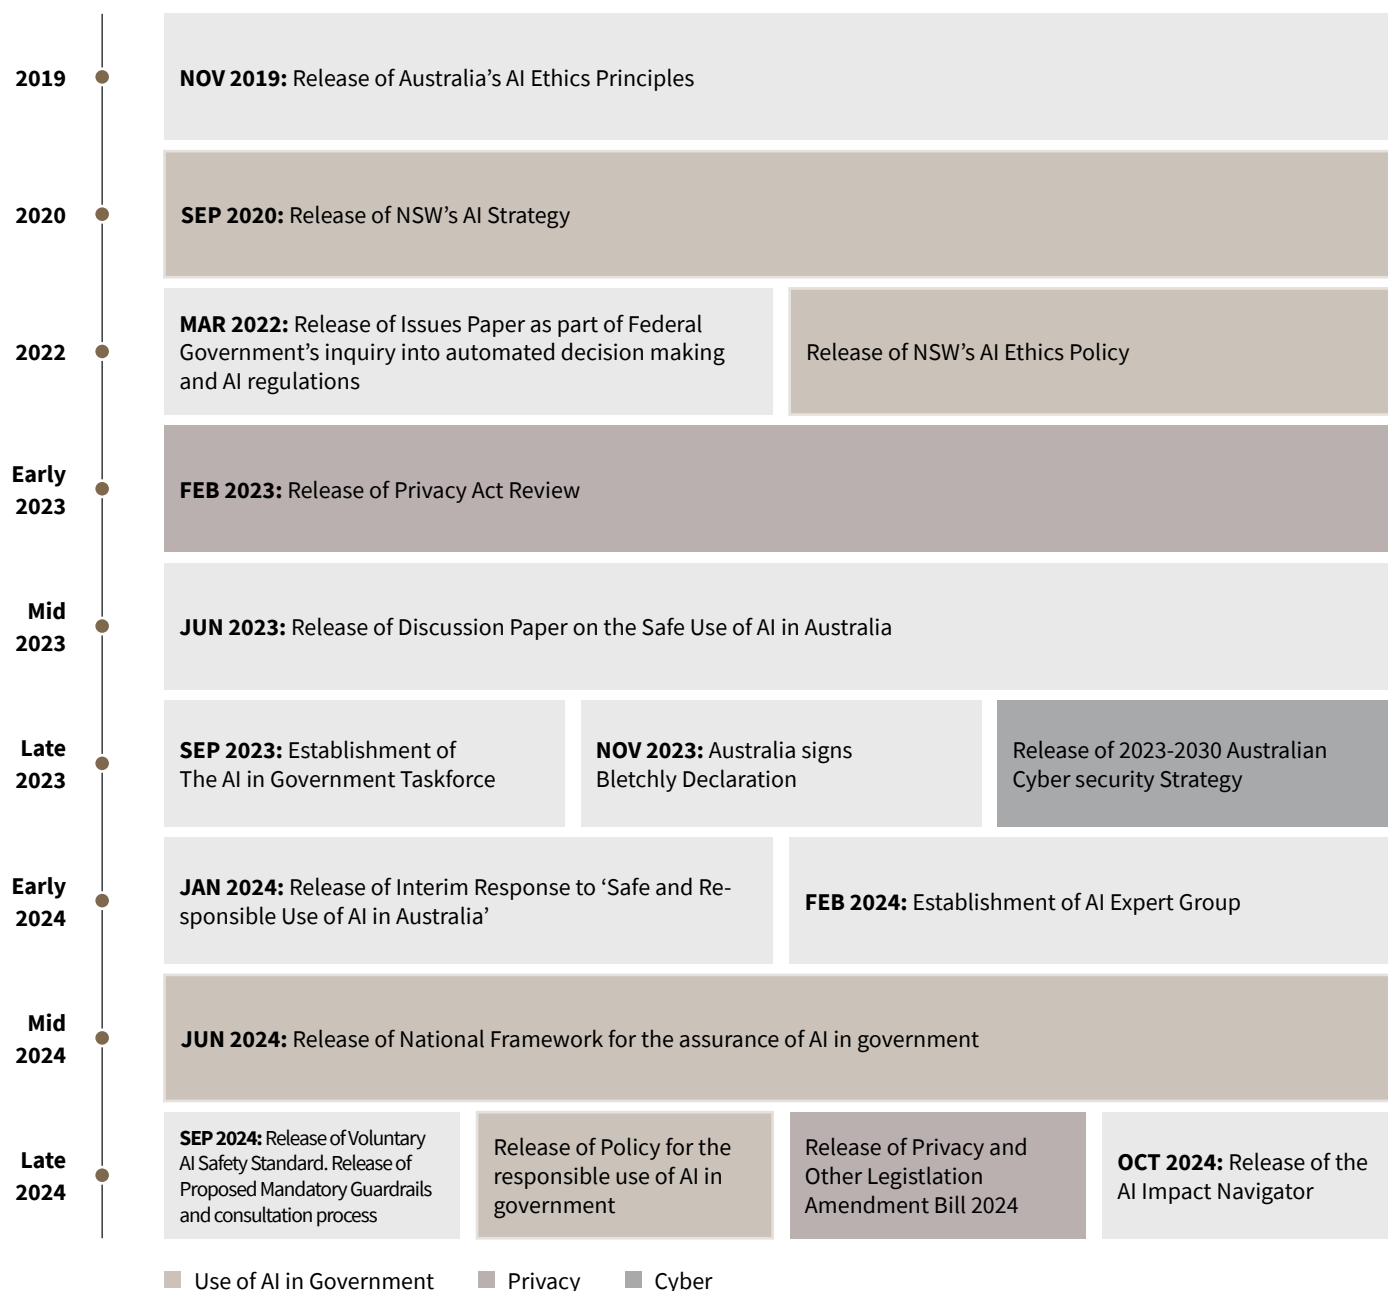 2019
NOV 2019: Release of Australia’s AI Ethics Principles
2020
SEP 2020: Release of NSW’s AI Strategy
2022
MAR 2022: Release of Issues Paper as part of Federal
Government’s inquiry into automated decision making
and AI regulations
Release of NSW’s AI Ethics Policy
Early
2023
FEB 2023: Release of Privacy Act Review
Mid
2023
JUN 2023: Release of Discussion Paper on the Safe Use of AI in Australia
Late
2023
SEP 2023: Establishment of
The AI in Government Taskforce
NOV 2023: Australia signs
Bletchly Declaration
Release of 2023-2030 Australian
Cyber security Strategy
Early
2024
JAN 2024: Release of Interim Response to ‘Safe and Re-
sponsible Use of AI in Australia’
FEB 2024: Establishment of AI Expert Group
Mid
2024
JUN 2024: Release of National Framework for the assurance of AI in government
Late
2024
SEP 2024: Release of Voluntary
AI Safety Standard. Release of
Proposed Mandatory Guardrails
and consultation process
Release of Policy for the
responsible use of AI in
government
Release of Privacy and
Other Legistlation
Amendment Bill 2024
OCT 2024: Release of the
AI Impact Navigator
Use of AI in Government
Privacy
Cyber